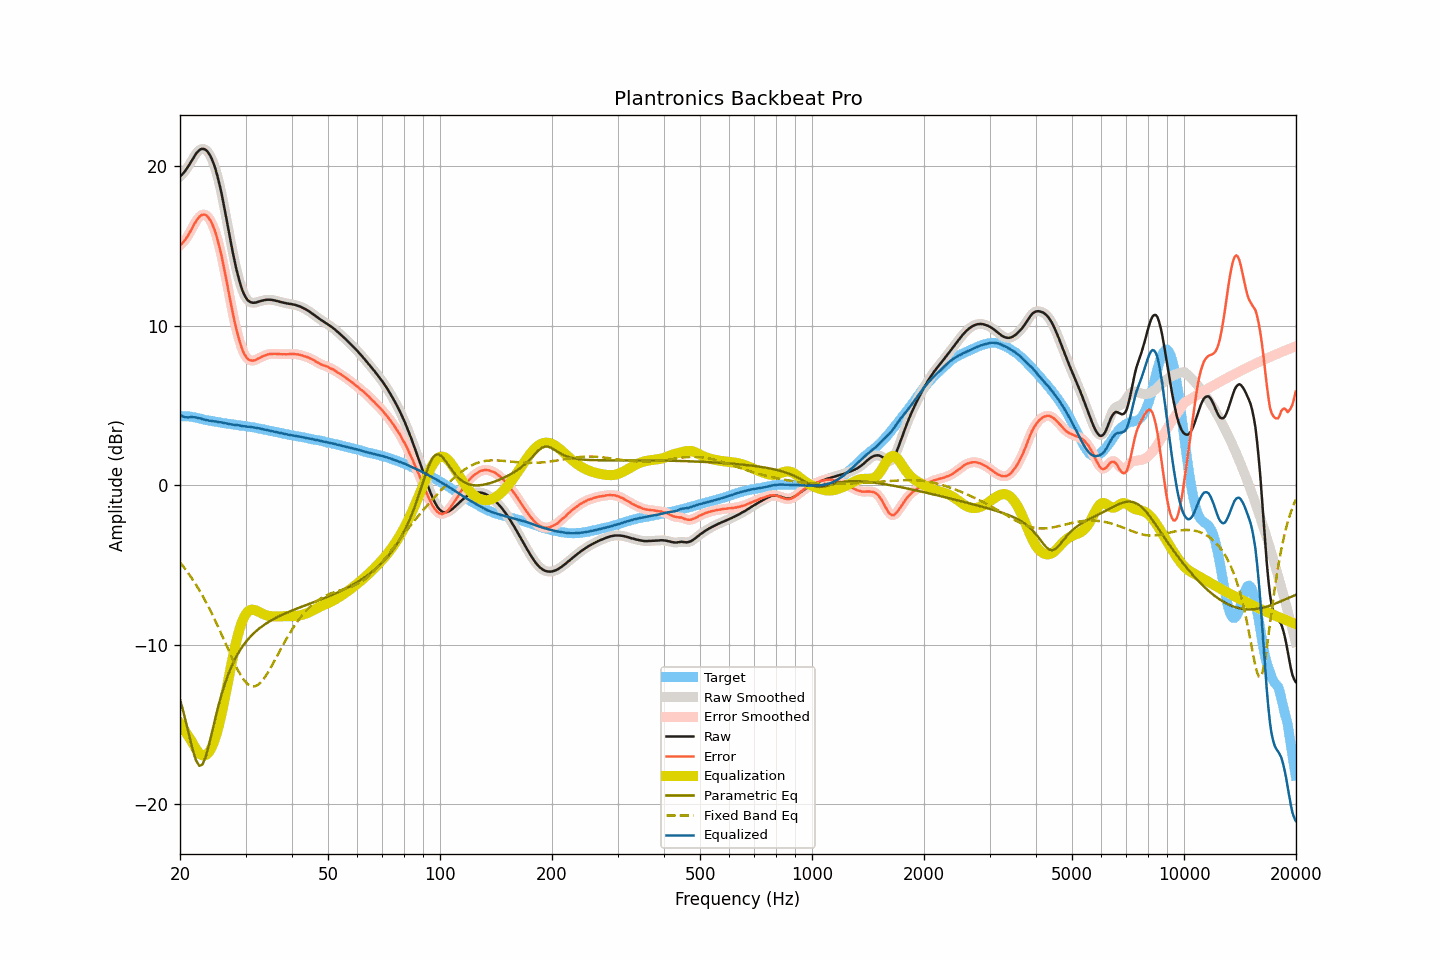 Plantronics Backbeat Pro
Amplitude (dBr)
20
10
0
−10
−20
Target
Raw Smoothed
Error Smoothed
Raw
Error
Equalization
Parametric Eq
Fixed Band Eq
Equalized
20 50 100 200 500 1000 2000 5000 10000 20000
Frequency (Hz)